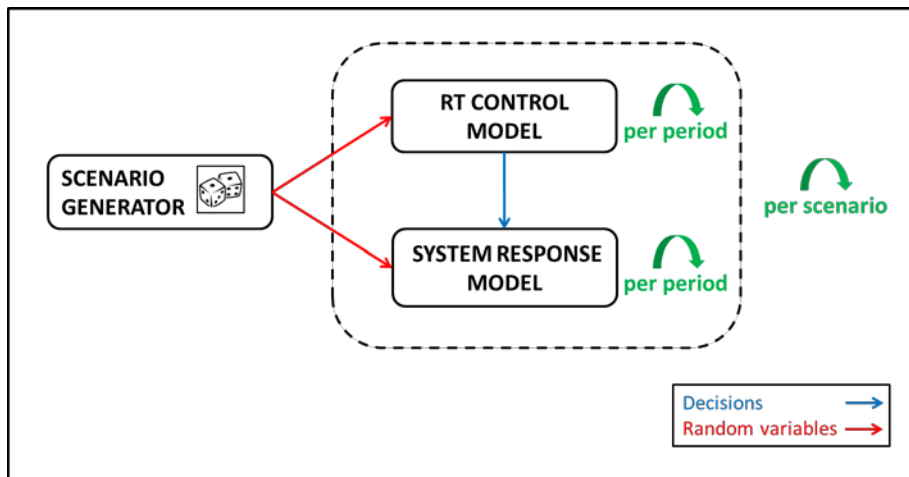 RT CONTROL
MODEL
per period
SCENARIO
GENERATOR
per scenario
SYSTEM RESPONSE
MODEL
per period
Decisions
Random variables